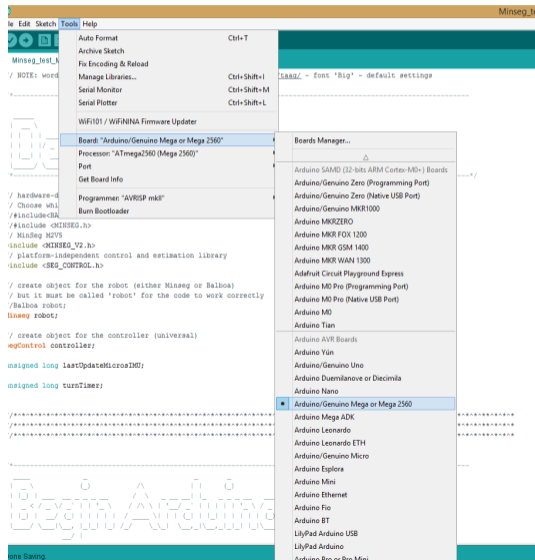 Minseg_te
le Edit Sketch Tools Help
Minseg_test_M
Auto Format Ctrl+T
Archive Sketch
Fix Encoding & Reload
Manage Libraries... Ctrl+Shift+I
Serial Monitor Ctrl+Shift+M
Serial Plotter Ctrl+Shift+L
WiFi101 / WiFiNINA Firmware Updater
Board: "Arduino/Genuino Mega or Mega 2560"
Processor: "ATmega2560 (Mega 2560)"
Port
Get Board Info
Programmer: "AVRISP mkII"
Burn Bootloader
Boards Manager...
Arduino SAMD (32-bits ARM Cortex-M0+) Boards
Arduino/Genuino Zero (Programming Port)
Arduino/Genuino Zero (Native USB Port)
Arduino/Genuino MKR1000
Arduino MKRZERO
Arduino MKR FOX 1200
Arduino MKR GSM 1400
Arduino MKR WAN 1300
Adafruit Circuit Playground Express
Arduino M0 Pro (Programming Port)
Arduino M0 Pro (Native USB Port)
Arduino M0
Arduino Tian
Arduino AVR Boards
Arduino Yún
Arduino/Genuino Uno
Arduino Duemilanove or Diecimila
Arduino Nano
Arduino/Genuino Mega or Mega 2560
Arduino Mega ADK
Arduino Leonardo
Arduino Leonardo ETH
Arduino/Genuino Micro
Arduino Esplora
Arduino Mini
Arduino Ethernet
Arduino Fio
Arduino BT
LilyPad Arduino USB
LilyPad Arduino
Arduino Pro or Pro Mini
/ NOTE: word
/taag/ - font 'Big' - default settings
/ hardware-d
/ Choose whi
/#include<BA
/#include <MINSEG.h>
/ MinSeg M2V5
include <MINSEG_V2.h>
/ platform-independent control and estimation library
include <SEG_CONTROL.h>
/ create object for the robot (either Minseg or Balboa)
/ but it must be called 'robot' for the code to work correctly
/Balboa robot;
inseg robot;
/ create object for the controller (universal)
egControl controller;
nsigned long lastUpdateMicrosIMU;
nsigned long turnTimer;
one Saving.